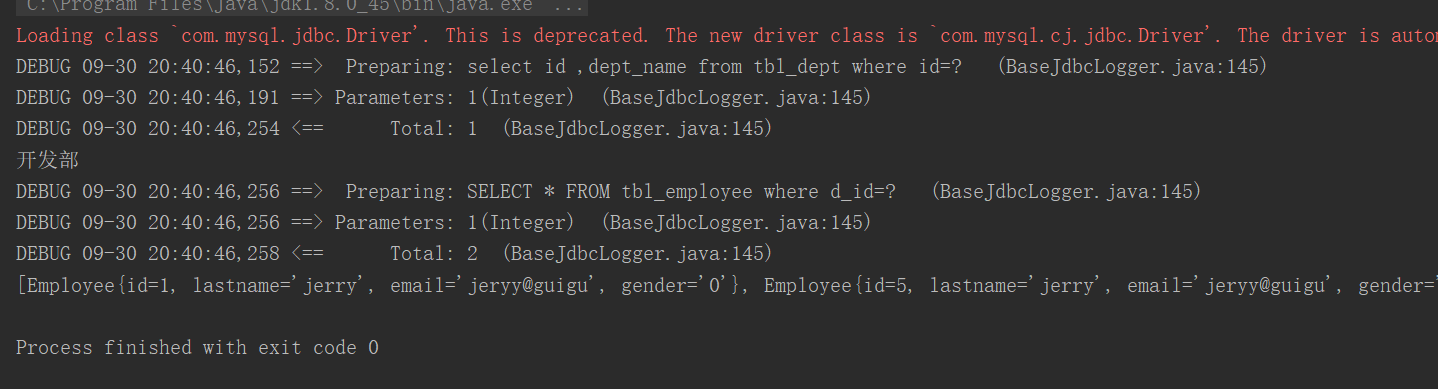 C:\Program Files\Java\jdk1.8.0_45\bin\java.exe" ...
Loading class `com.mysql.jdbc.Driver'. This is deprecated. The new driver class is `com.mysql.cj.jdbc.Driver'. The driver is autom
DEBUG 09-30 20:40:46,152 ==>  Preparing: select id ,dept_name from tbl_dept where id=?   (BaseJdbcLogger.java:145)
DEBUG 09-30 20:40:46,191 ==> Parameters: 1(Integer)  (BaseJdbcLogger.java:145)
DEBUG 09-30 20:40:46,254 <==      Total: 1  (BaseJdbcLogger.java:145)
开发部
DEBUG 09-30 20:40:46,256 ==>  Preparing: SELECT * FROM tbl_employee where d_id=?   (BaseJdbcLogger.java:145)
DEBUG 09-30 20:40:46,256 ==> Parameters: 1(Integer)  (BaseJdbcLogger.java:145)
DEBUG 09-30 20:40:46,258 <==      Total: 2  (BaseJdbcLogger.java:145)
[Employee{id=1, lastname='jerry', email='jeryy@guigu', gender='0'}, Employee{id=5, lastname='jerry', email='jeryy@guigu', gender='
Process finished with exit code 0